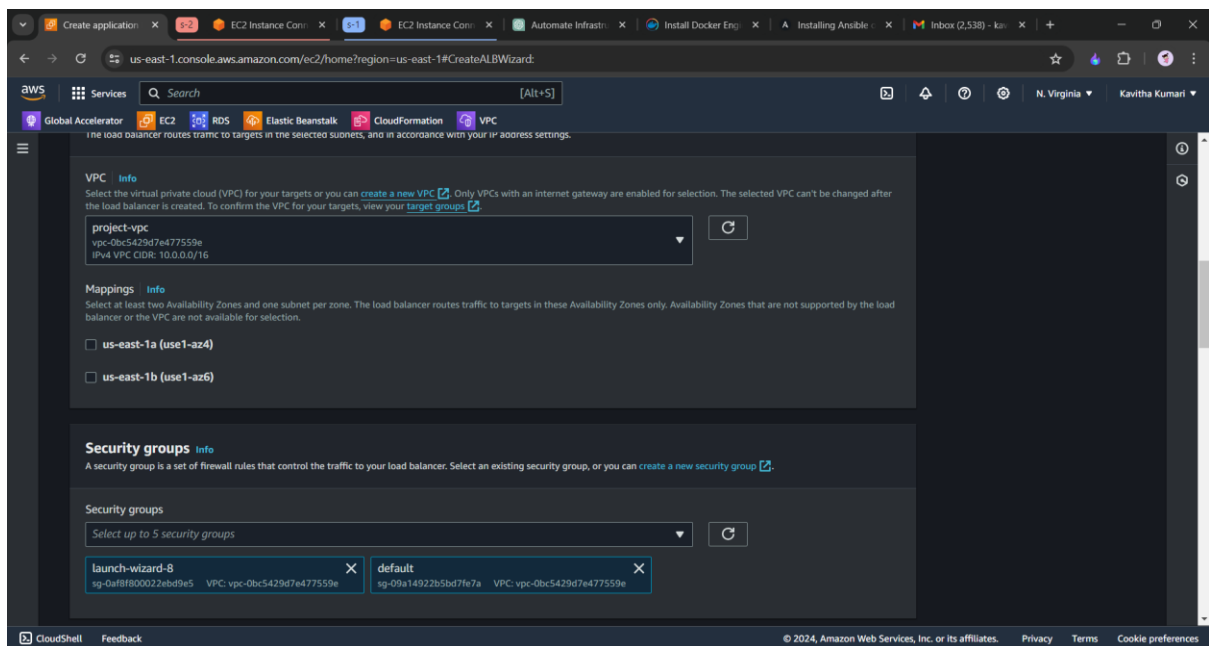 Create application
s-2
EC2 Instance Conn
s-1
EC2 Instance Conn
Automate Infrastru
Install Docker Eng
Installing Ansible
Inbox (2,538) - kav
us-east-1.console.aws.amazon.com/ec2/home?region=us-east-1#CreateALBWizard:
aws
Services
Search
[Alt+S]
N. Virginia
Kavitha Kumari
Global Accelerator
EC2
RDS
Elastic Beanstalk
CloudFormation
VPC
The load balancer routes traffic to targets in the selected subnets, and in accordance with your IP address settings.
VPC Info
Select the virtual private cloud (VPC) for your targets or you can create a new VPC. Only VPCs with an internet gateway are enabled for selection. The selected VPC can't be changed after
the load balancer is created. To confirm the VPC for your targets, view your target groups.
project-vpc
vpc-0bc5429d7e477559e
IPv4 VPC CIDR: 10.0.0.0/16
Mappings Info
Select at least two Availability Zones and one subnet per zone. The load balancer routes traffic to targets in these Availability Zones only. Availability Zones that are not supported by the load
balancer or the VPC are not available for selection.
us-east-1a (use1-az4)
us-east-1b (use1-az6)
Security groups Info
A security group is a set of firewall rules that control the traffic to your load balancer. Select an existing security group, or you can create a new security group.
Security groups
Select up to 5 security groups
launch-wizard-8
sg-0af8f800022ebd9e5 VPC: vpc-0bc5429d7e477559e
default
sg-09a14922b5bd7fe7a VPC: vpc-0bc5429d7e477559e
CloudShell
Feedback
© 2024, Amazon Web Services, Inc. or its affiliates.
Privacy
Terms
Cookie preferences